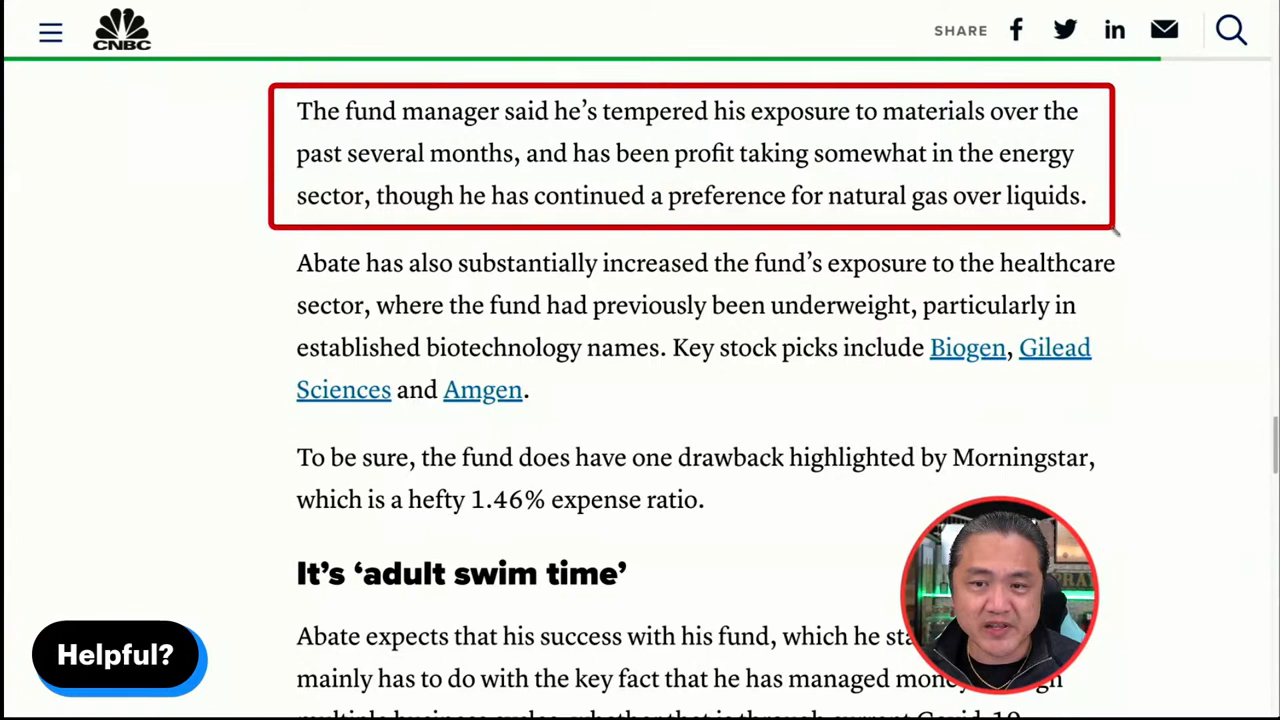 CNBC
SHARE
The fund manager said he's tempered his exposure to materials over the
past several months, and has been profit taking somewhat in the energy
sector, though he has continued a preference for natural gas over liquids.
Abate has also substantially increased the fund's exposure to the healthcare
sector, where the fund had previously been underweight, particularly in
established biotechnology names. Key stock picks include Biogen, Gilead
Sciences and Amgen.
To be sure, the fund does have one drawback highlighted by Morningstar,
which is a hefty 1.46% expense ratio.
It's ‘adult swim time’
Abate expects that his success with his fund, which he
mainly has to do with the key fact that he has managed
Helpful?